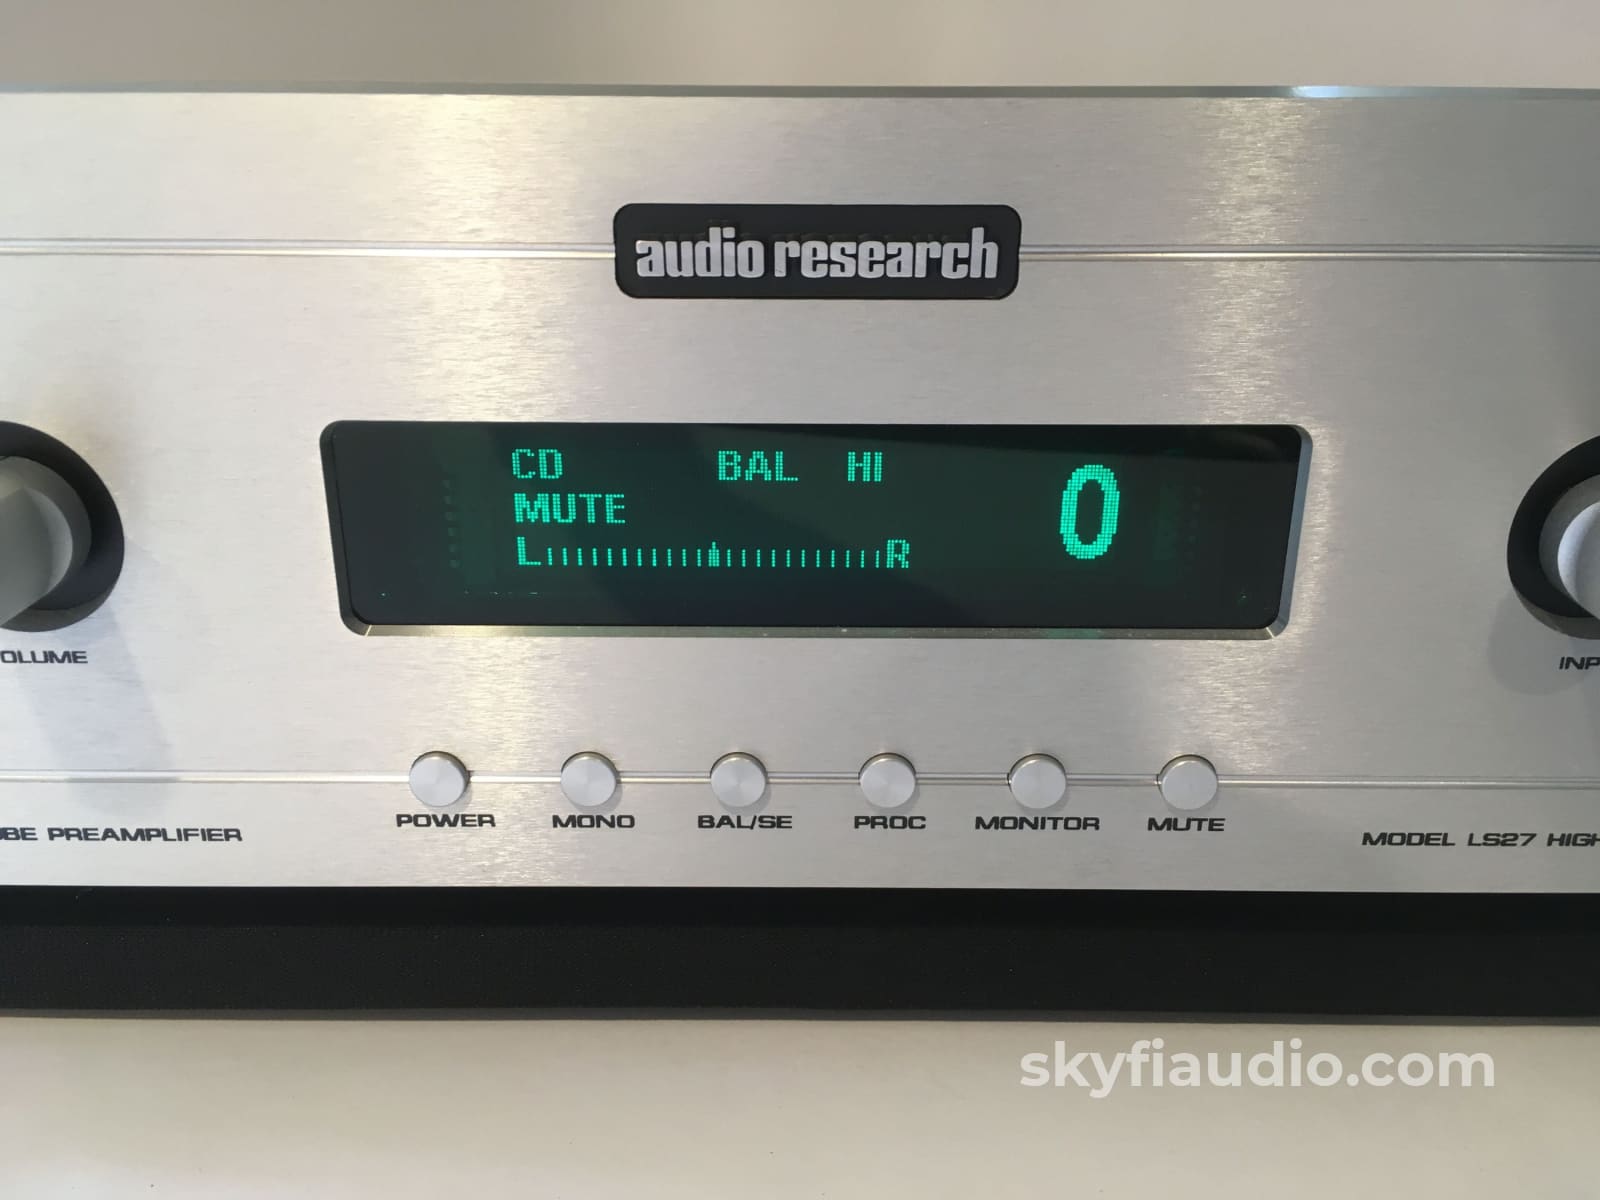 audio research
CD BAL HI 0
MUTE
L R
OLUME
INP
POWER MONO BAL/SE PROC MONITOR MUTE
BE PREAMPLIFIER
MODEL LS27 HIGH
skyfiaudio.com